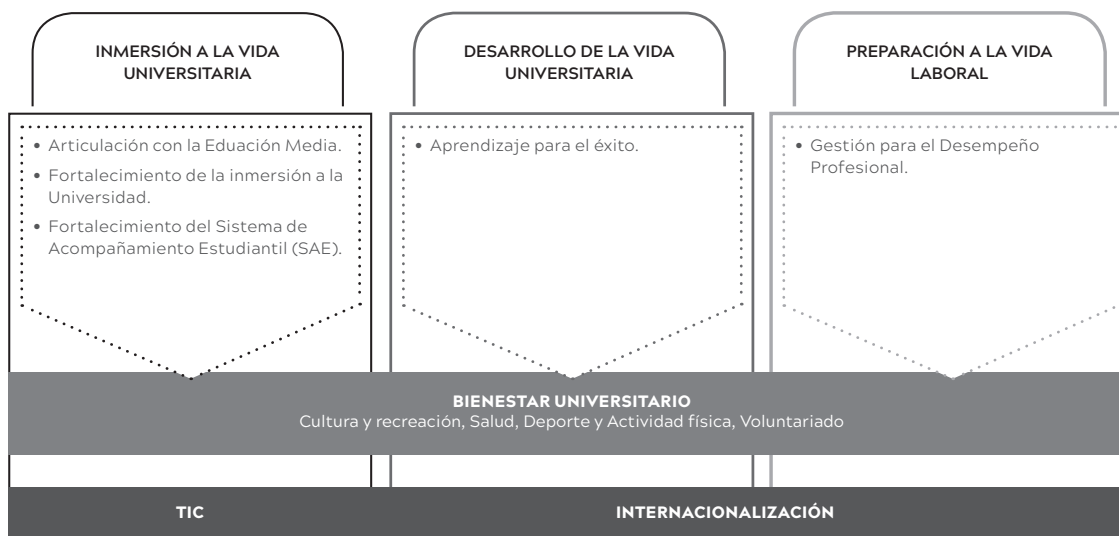 INMERSIÓN A LA VIDA
UNIVERSITARIA
DESARROLLO DE LA VIDA
UNIVERSITARIA
PREPARACIÓN A LA VIDA
LABORAL
• Articulación con la Eduación Media.
• Fortalecimiento de la inmersión a la
Universidad.
• Fortalecimiento del Sistema de
Acompañamiento Estudiantil (SAE).
• Aprendizaje para el éxito.
• Gestión para el Desempeño
Profesional.
BIENESTAR UNIVERSITARIO
Cultura y recreación, Salud, Deporte y Actividad física, Voluntariado
TIC
INTERNACIONALIZACIÓN